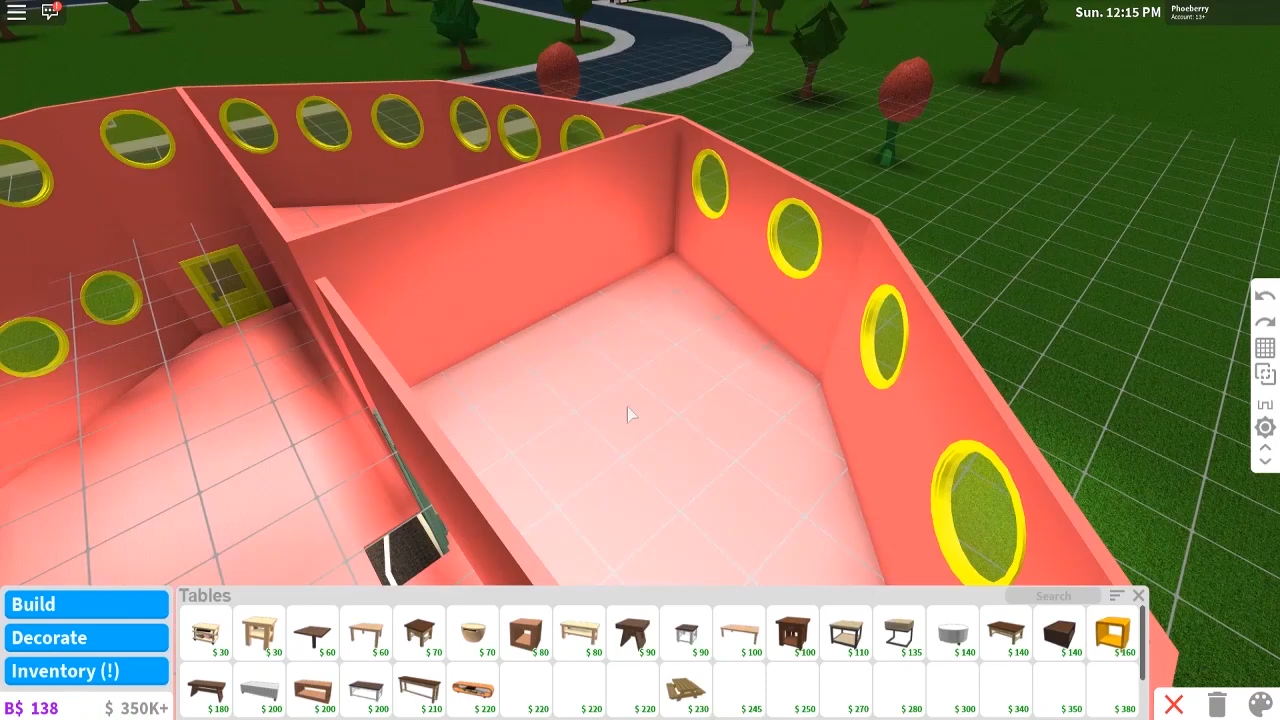 Sun. 12:15 PM
Phoeberry
Account: 13+
Build
Decorate
Inventory (!)
B$ 138
$ 350K+
Tables
Search
$ 30 $ 30 $ 60 $ 60 $ 70 $ 70 $ 80 $ 80 $ 90 $ 90 $ 100 $ 100 $ 110 $ 135 $ 140 $ 140 $ 140 $ 160
$ 180 $ 200 $ 200 $ 200 $ 210 $ 220 $ 220 $ 220 $ 220 $ 230 $ 245 $ 250 $ 270 $ 280 $ 300 $ 340 $ 350 $ 380